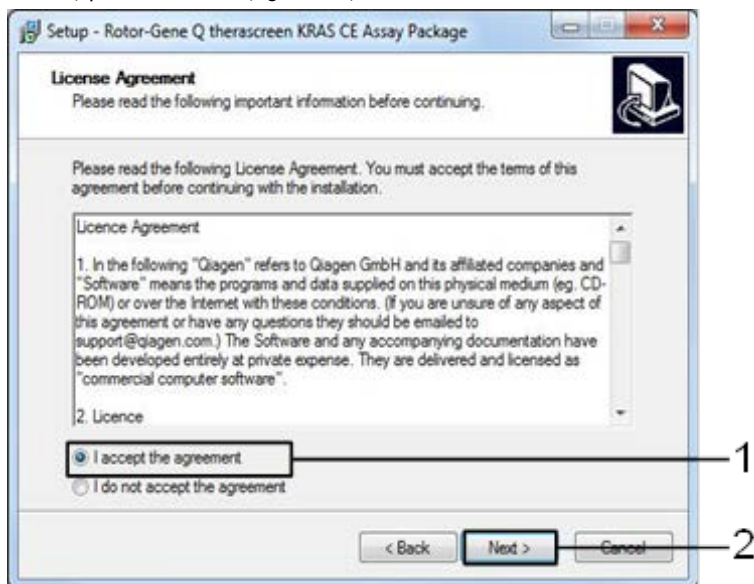 Setup - Rotor-Gene Q therascreen KRAS CE Assay Package
License Agreement
Please read the following important information before continuing.
Please read the following License Agreement. You must accept the terms of this
agreement before continuing with the installation.
Licence Agreement
1. In the following "Qiagen" refers to Qiagen GmbH and its affiliated companies and
"Software" means the programs and data supplied on this physical medium (eg. CD-
ROM) or over the Internet with these conditions. (If you are unsure of any aspect of
this agreement or have any questions they should be emailed to
support@qiagen.com.) The Software and any accompanying documentation have
been developed entirely at private expense. They are delivered and licensed as
"commercial computer software".
2. Licence
I accept the agreement
1
I do not accept the agreement
< Back Next > Cancel
2